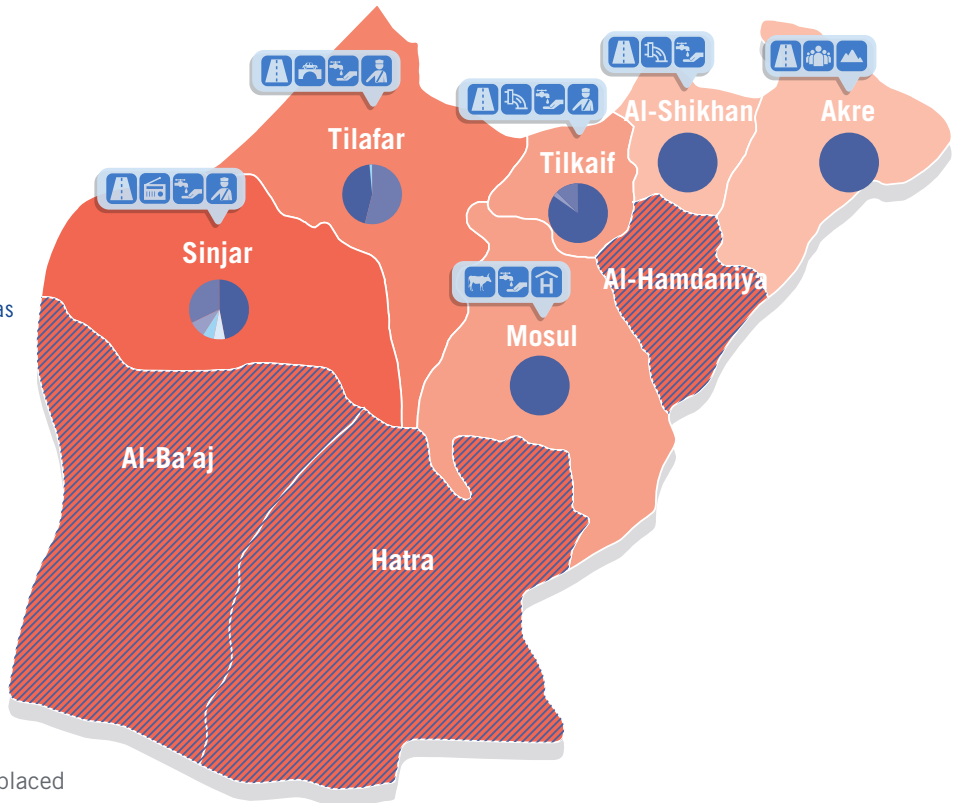 Al-Shikhan
Akre
Tilafar
Tilkaif
Sinjar
Al-Hamdaniya
as
H
Mosul
Al-Ba'aj
Hatra
placed